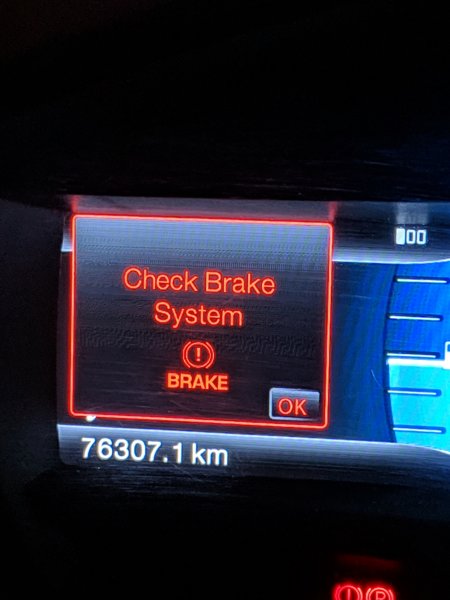 Check Brake
System
(!)
BRAKE
OK
76307.1 km
(!) (P)